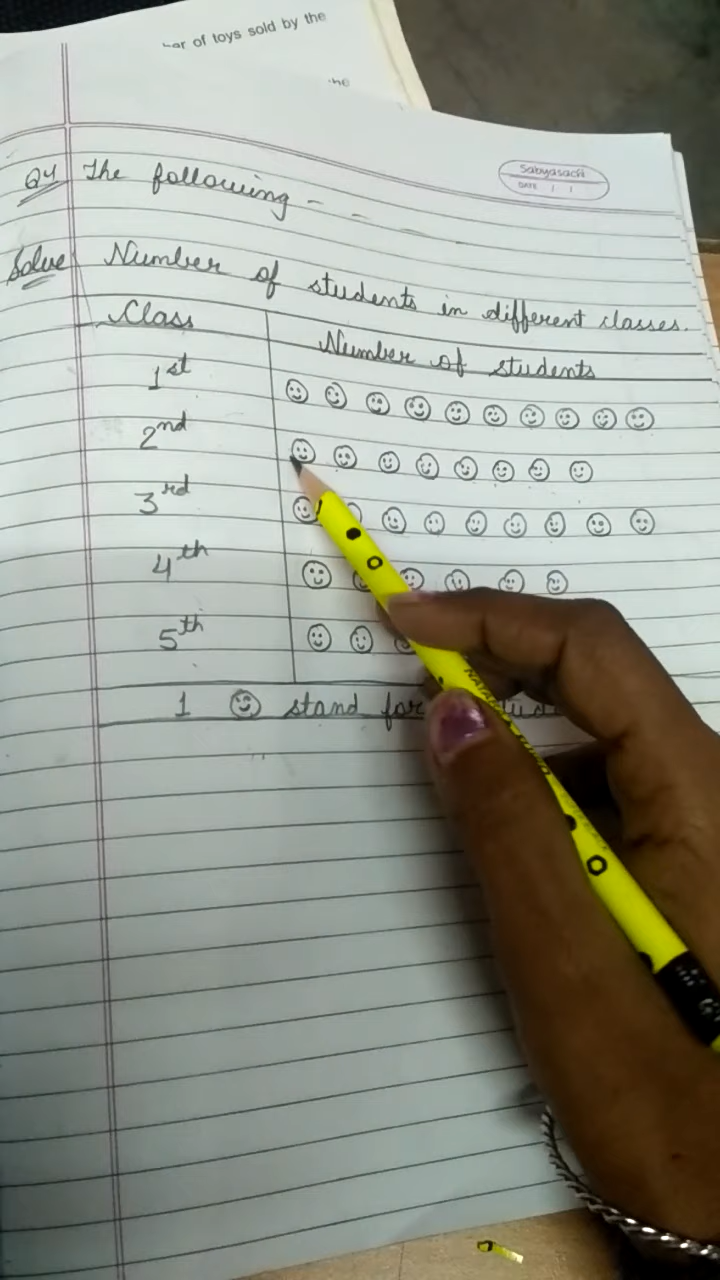 of toys sold by the
Sabyasachi
DATE / /
Q4 The following - - - -
Solve Number of students in different classes.
Class Number of students
1st
2nd
3rd
4th
5th
1 stand for